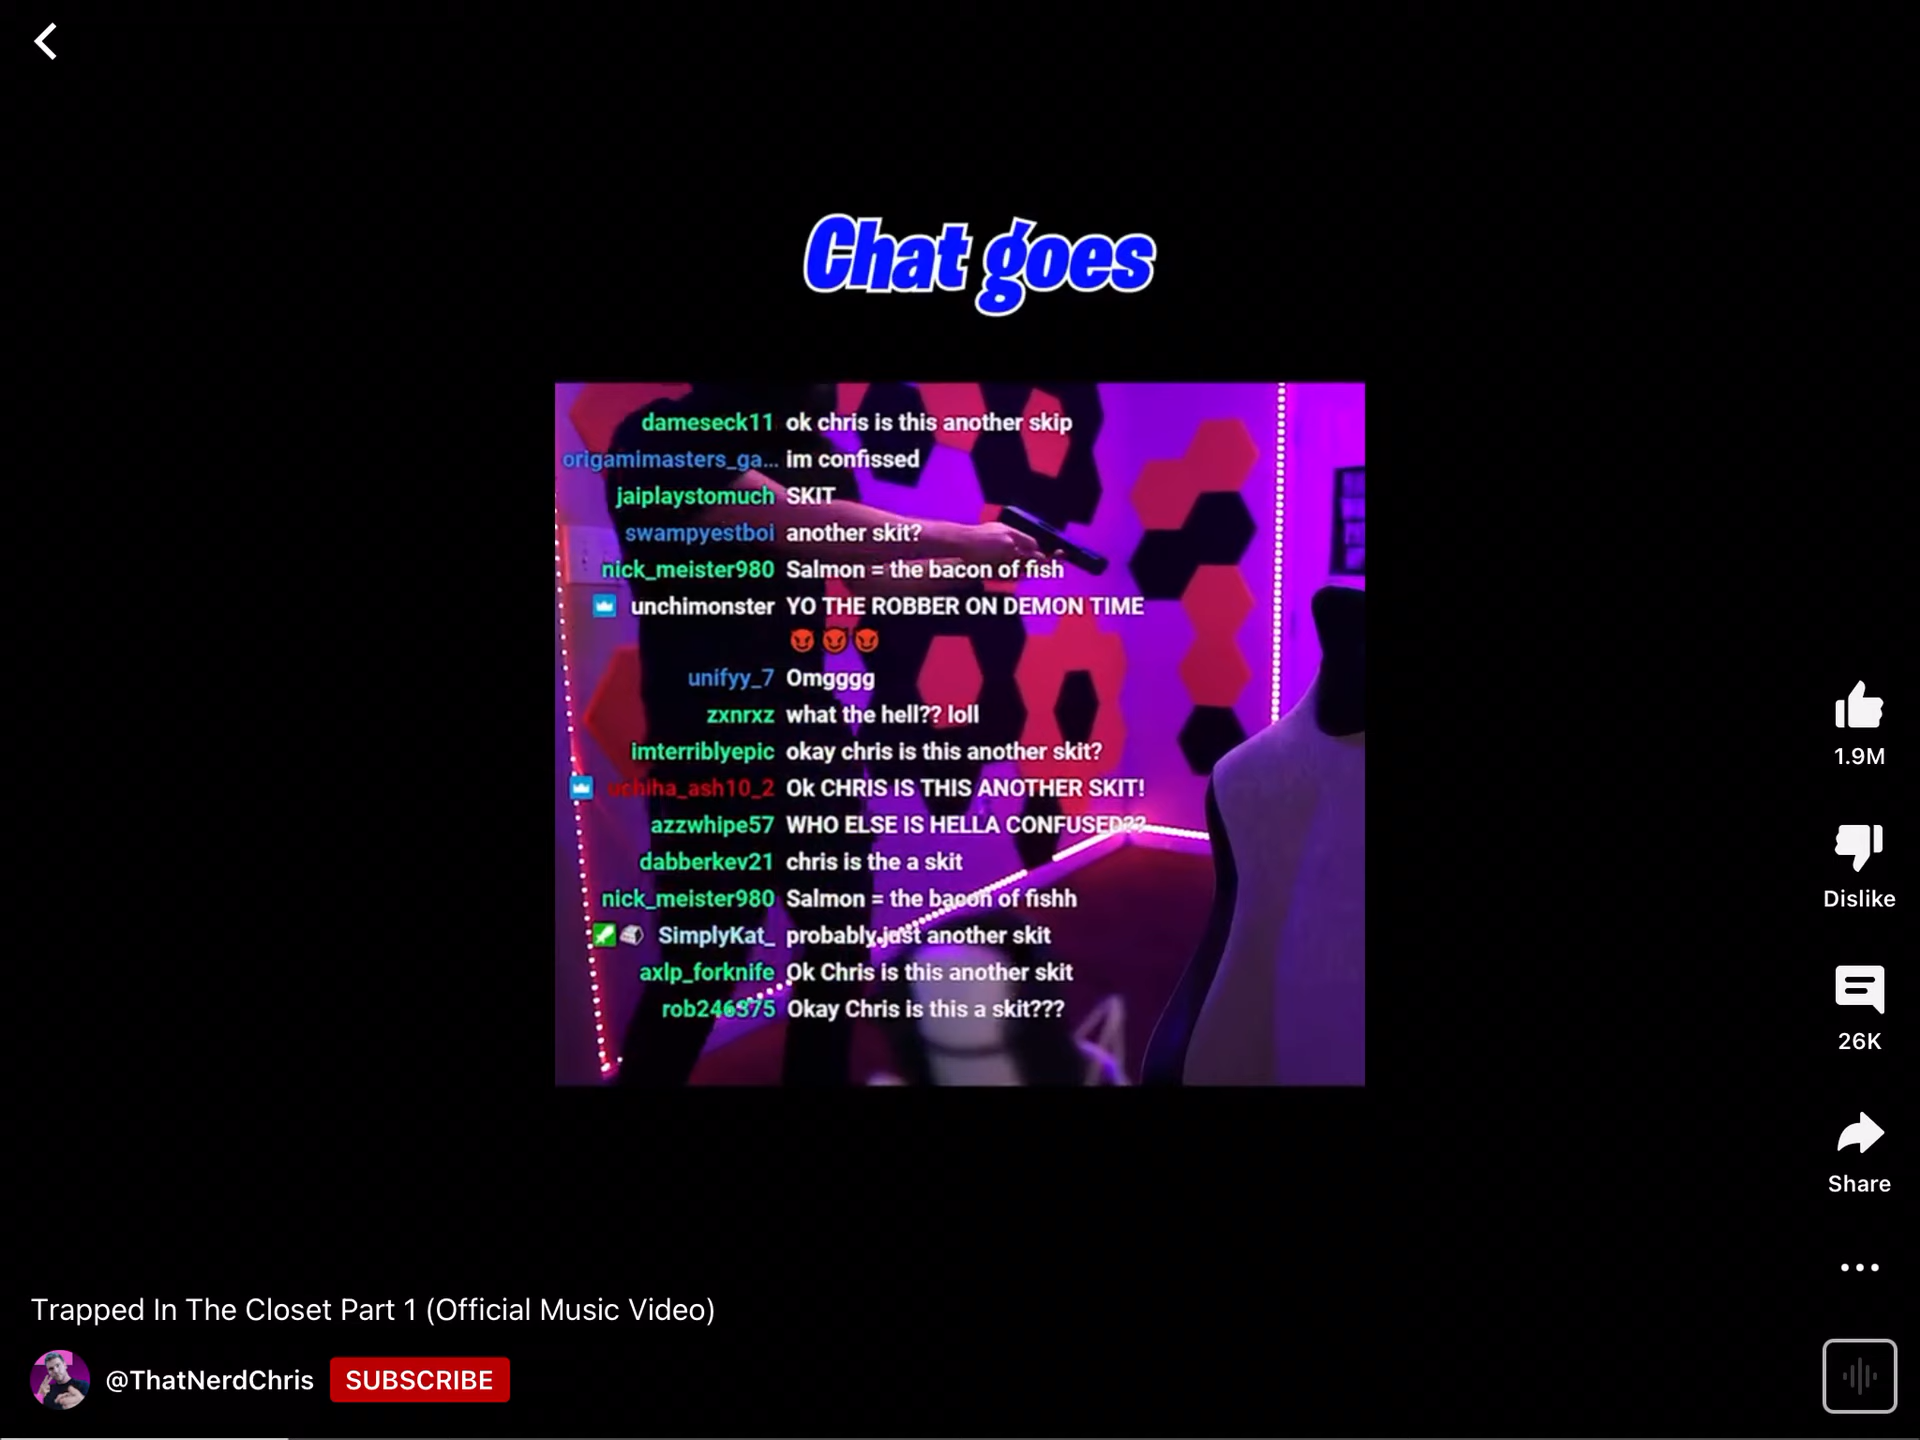 Chat goes
dameseck11 ok chris is this another skip
origamimasters_ga... im confissed
jaiplaystomuch SKIT
swampyestboi another skit?
nick_meister980 Salmon = the bacon of fish
unchimonster YO THE ROBBER ON DEMON TIME
😈 😈 😈
unifyy_7 Omgggg
zxnrxz what the hell?? loll
imterriblyepic okay chris is this another skit?
uchiha_ash10_2 Ok CHRIS IS THIS ANOTHER SKIT!
azzwhipe57 WHO ELSE IS HELLA CONFUSED??
dabberkev21 chris is the a skit
nick_meister980 Salmon = the bacon of fishh
SimplyKat_ probably just another skit
axlp_forknife Ok Chris is this another skit
rob246375 Okay Chris is this a skit???
1.9M
Dislike
26K
Share
Trapped In The Closet Part 1 (Official Music Video)
@ThatNerdChris SUBSCRIBE